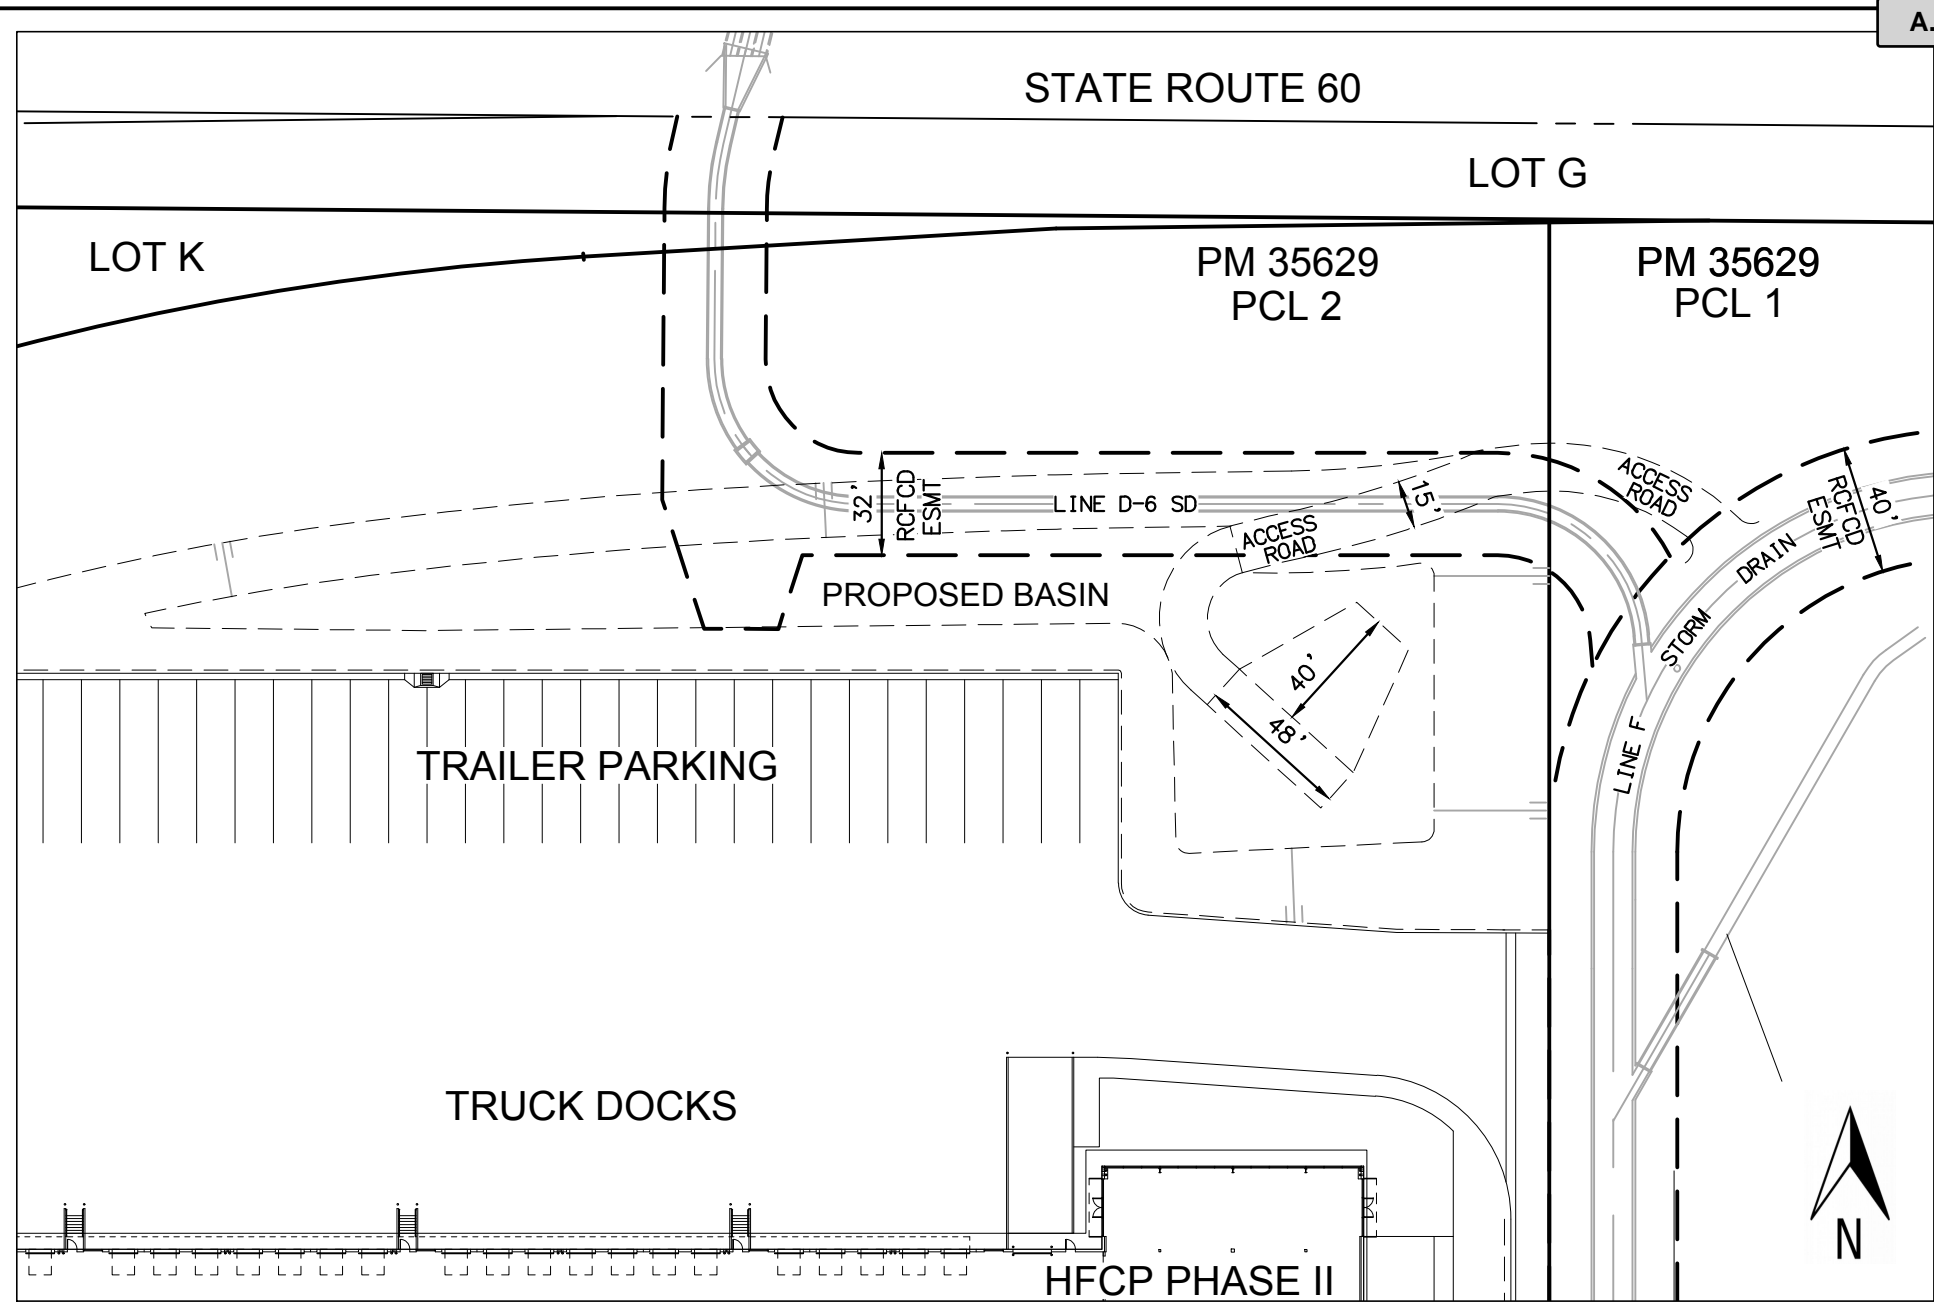 A.
STATE ROUTE 60
LOT G
LOT K
PM 35629
PCL 2
PM 35629
PCL 1
ACCESS
ROAD
32'
RCFCD
ESMT
LINE D-6 SD
15'
40'
RCFCD
ESMT
ACCESS
ROAD
STORM DRAIN
PROPOSED BASIN
40'
48'
LINE F
TRAILER PARKING
TRUCK DOCKS
HFCP PHASE II
N